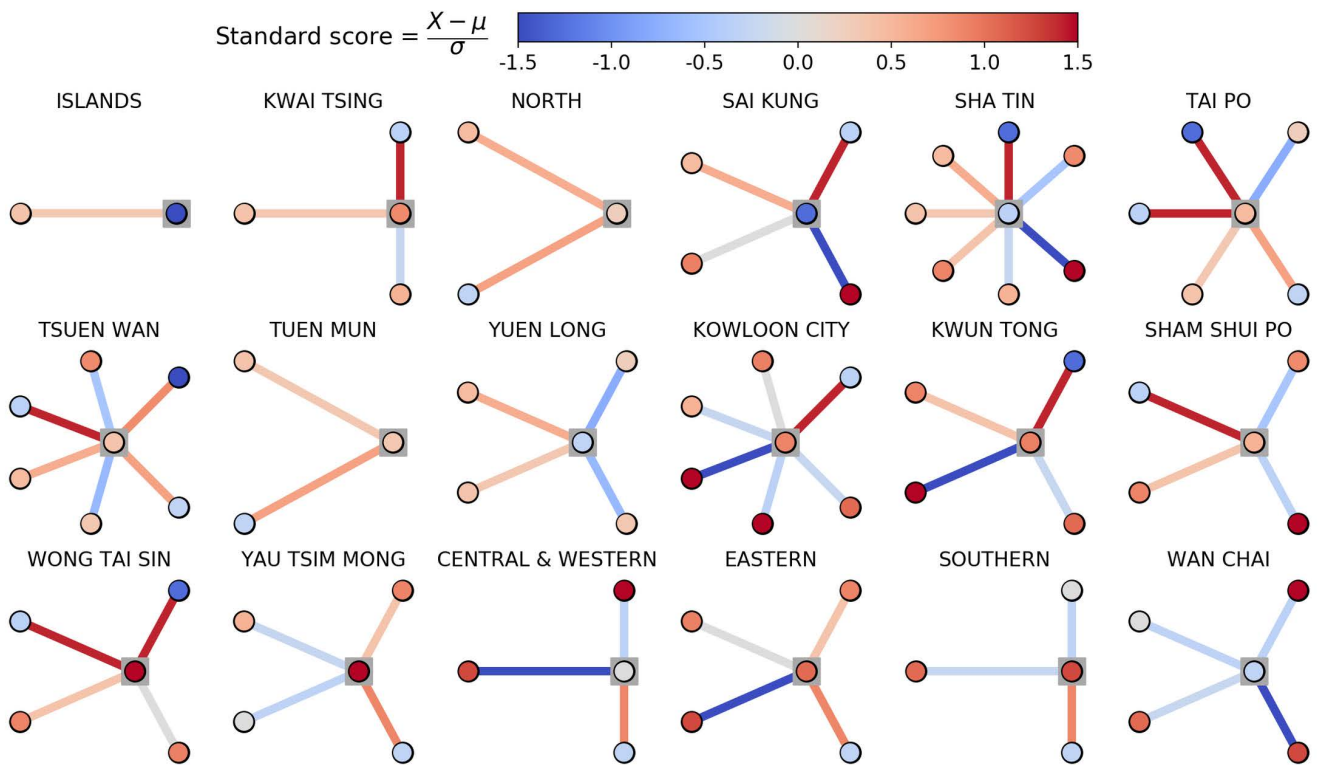 Standard score = X − μ / σ
-1.5 -1.0 -0.5 0.0 0.5 1.0 1.5
ISLANDS KWAI TSING NORTH SAI KUNG SHA TIN TAI PO
TSUEN WAN TUEN MUN YUEN LONG KOWLOON CITY KWUN TONG SHAM SHUI PO
WONG TAI SIN YAU TSIM MONG CENTRAL & WESTERN EASTERN SOUTHERN WAN CHAI